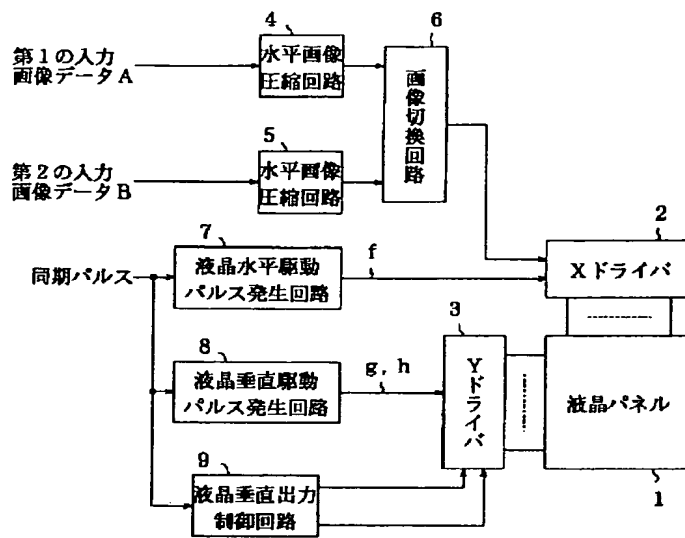 4
水平画像
圧縮回路
第1の入力
画像データA
6
画像切換回路
5
水平画像
圧縮回路
第2の入力
画像データB
7
液晶水平駆動
パルス発生回路
f
2
Xドライバ
同期パルス
3
Yドライバ
8
液晶垂直駆動
パルス発生回路
g, h
液晶パネル
9
液晶垂直出力
制御回路
1